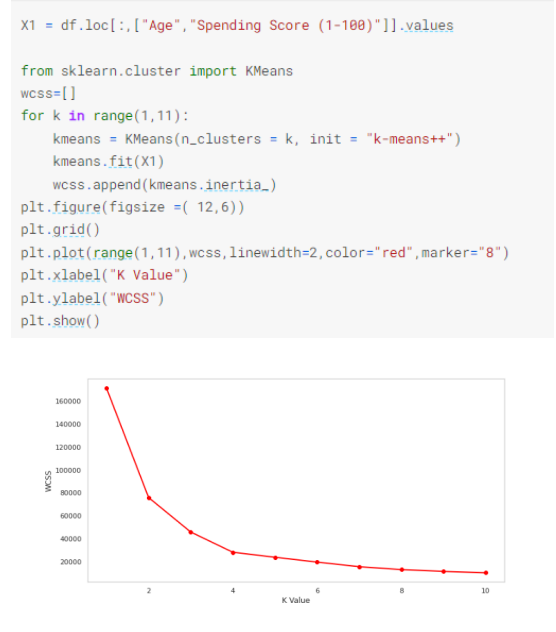 X1 = df.loc[:,["Age","Spending Score (1-100)"]].values
from sklearn.cluster import KMeans
wcss=[]
for k in range(1,11):
    kmeans = KMeans(n_clusters = k, init = "k-means++")
    kmeans.fit(X1)
    wcss.append(kmeans.inertia_)
plt.figure(figsize =( 12,6))
plt.grid()
plt.plot(range(1,11),wcss,linewidth=2,color="red",marker="8")
plt.xlabel("K Value")
plt.ylabel("WCSS")
plt.show()
160000
140000
120000
100000
80000
60000
40000
20000
WCSS
2 4 6 8 10
K Value